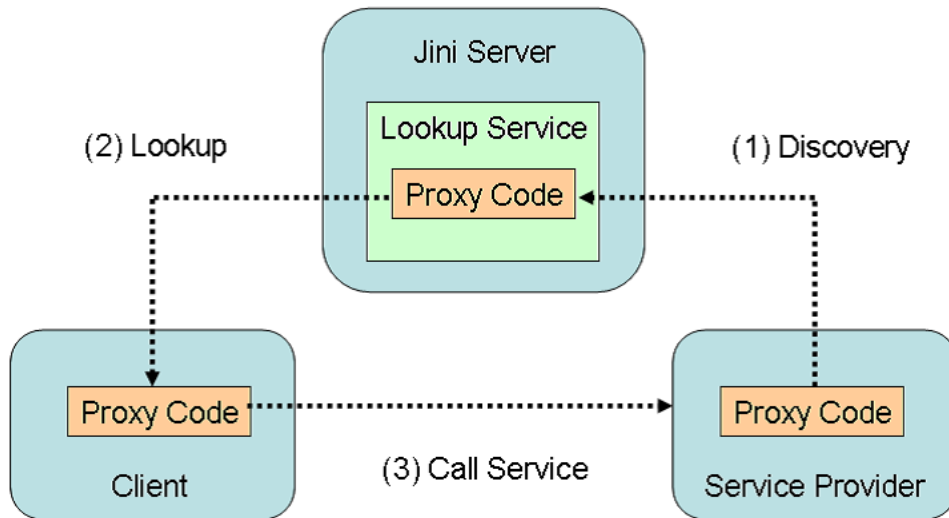 Jini Server
Lookup Service
(2) Lookup
(1) Discovery
Proxy Code
Proxy Code
Proxy Code
(3) Call Service
Client
Service Provider